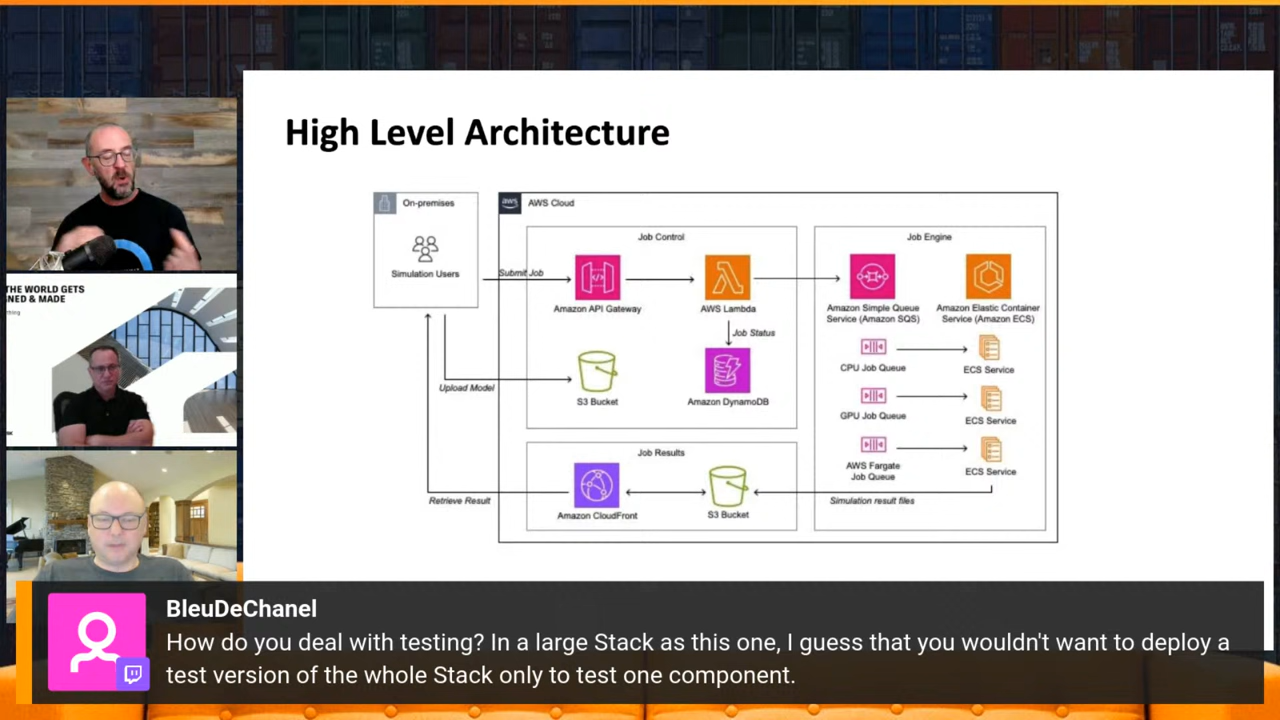 THE WORLD GETS
NED & MADE
High Level Architecture
On-premises
Simulation Users
aws
AWS Cloud
Job Control
Submit Job
Amazon API Gateway
AWS Lambda
Job Status
Upload Model
S3 Bucket
Amazon DynamoDB
Job Engine
Amazon Simple Queue
Service (Amazon SQS)
Amazon Elastic Container
Service (Amazon ECS)
CPU Job Queue
ECS Service
GPU Job Queue
ECS Service
AWS Fargate
Job Queue
ECS Service
Job Results
Retrieve Result
Amazon CloudFront
S3 Bucket
Simulation result files
BleuDeChanel
How do you deal with testing? In a large Stack as this one, I guess that you wouldn't want to deploy a
test version of the whole Stack only to test one component.